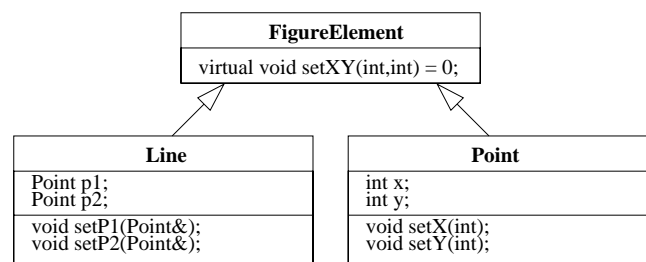 FigureElement
virtual void setXY(int,int) = 0;
Line
Point p1;
Point p2;
void setP1(Point&);
void setP2(Point&);
Point
int x;
int y;
void setX(int);
void setY(int);